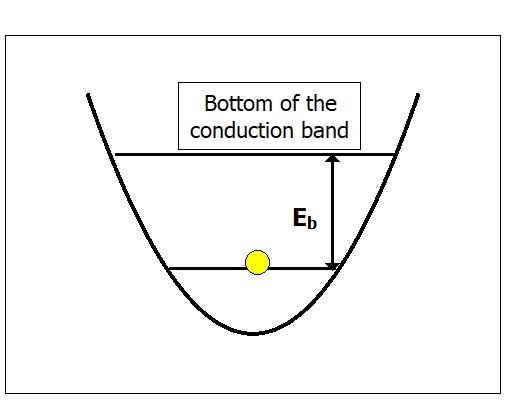 Bottom of the
conduction band
Eb